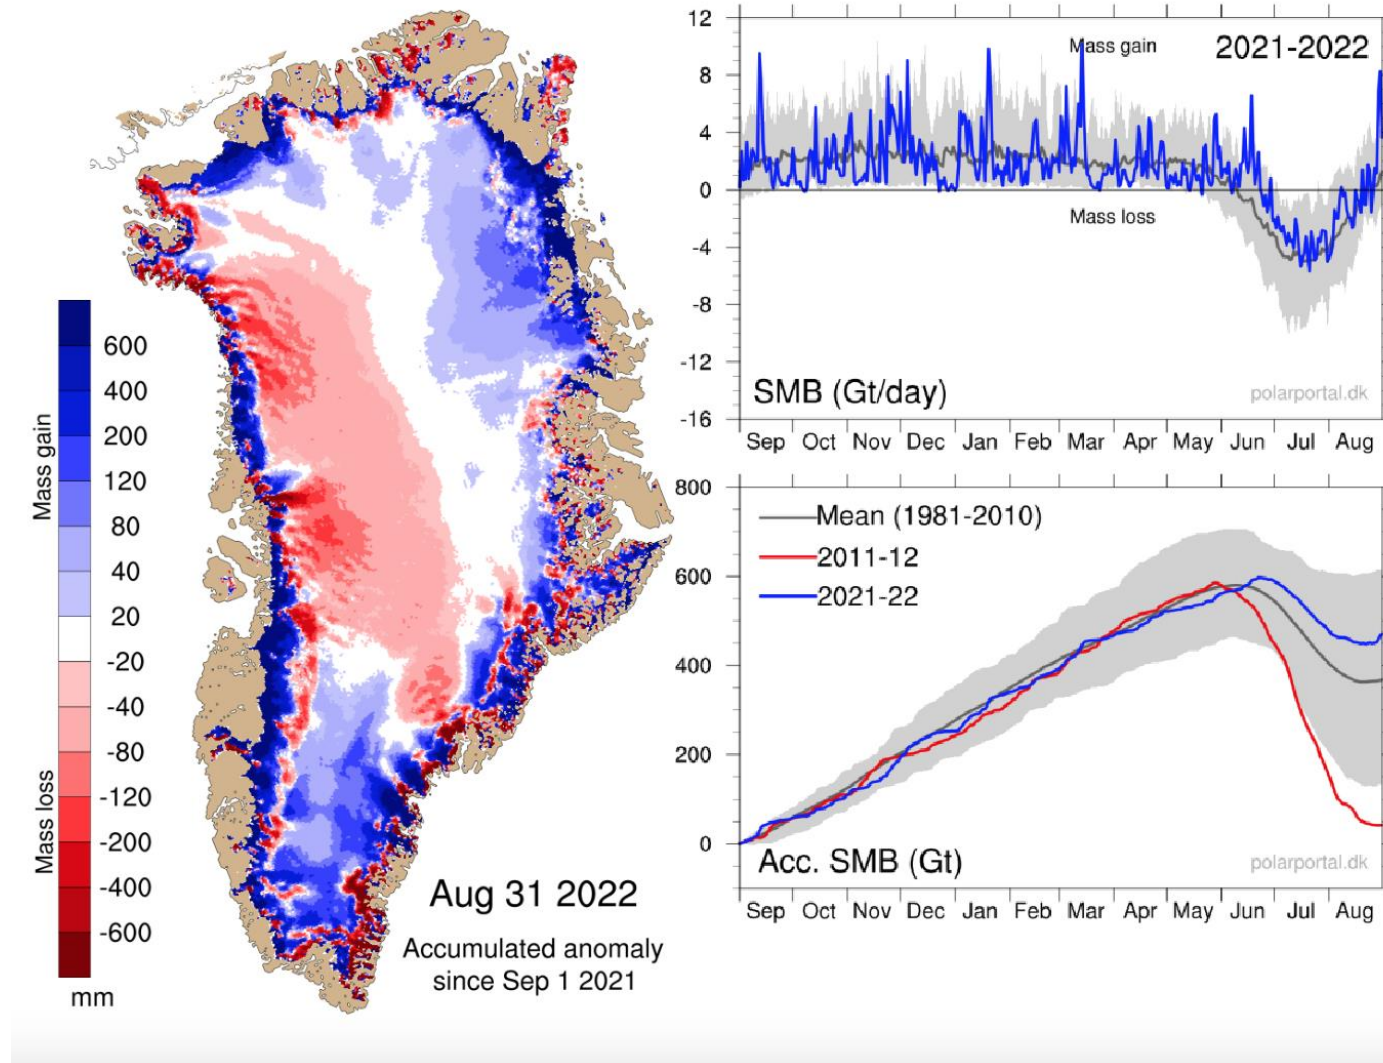 Mass gain
Mass loss
600
400
200
120
80
40
20
-20
-40
-80
-120
-200
-400
-600
mm
Aug 31 2022
Accumulated anomaly
since Sep 1 2021
12
8
4
0
-4
-8
-12
-16
Mass gain
2021-2022
Mass loss
SMB (Gt/day)
polarportal.dk
Sep Oct Nov Dec Jan Feb Mar Apr May Jun Jul Aug
800
600
400
200
0
Mean (1981-2010)
2011-12
2021-22
Acc. SMB (Gt)
polarportal.dk
Sep Oct Nov Dec Jan Feb Mar Apr May Jun Jul Aug